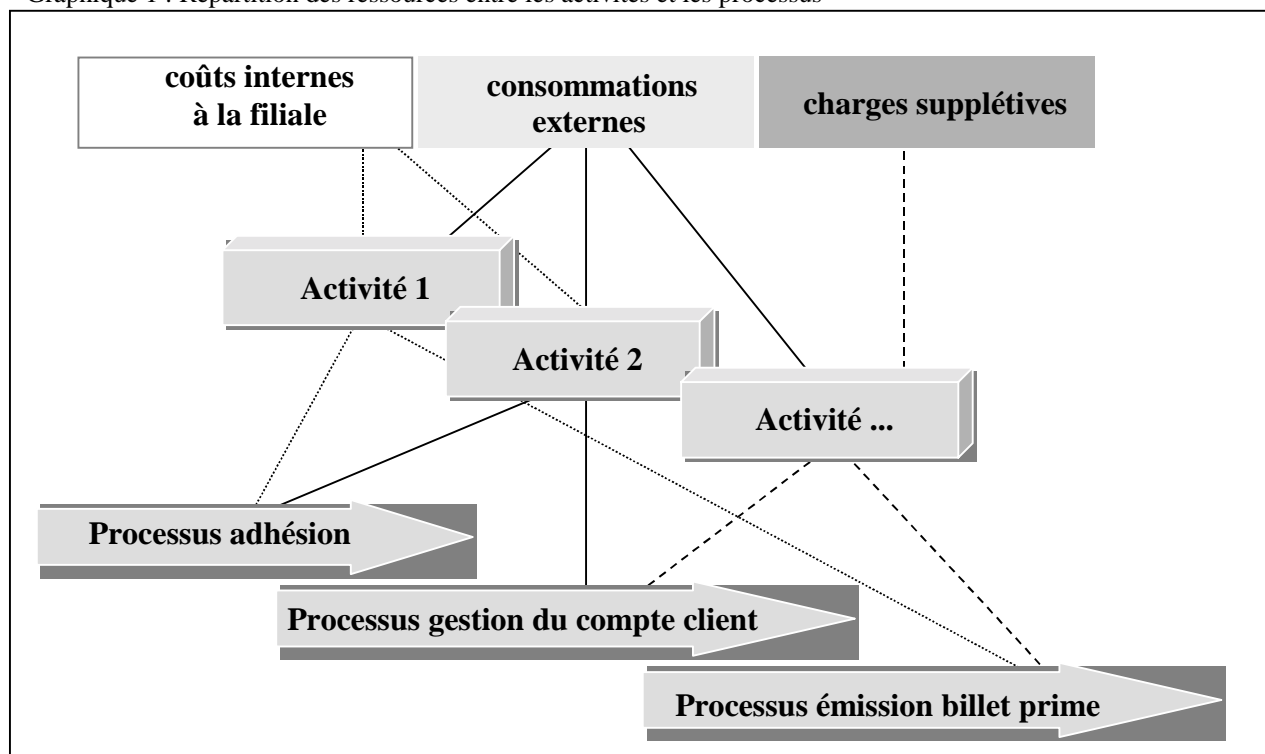 Graphique 1 : Répartition des ressources entre les activités et les processus
coûts internes
à la filiale
consommations
externes
charges supplétives
Activité 1
Activité 2
Activité ...
Processus adhésion
Processus gestion du compte client
Processus émission billet prime